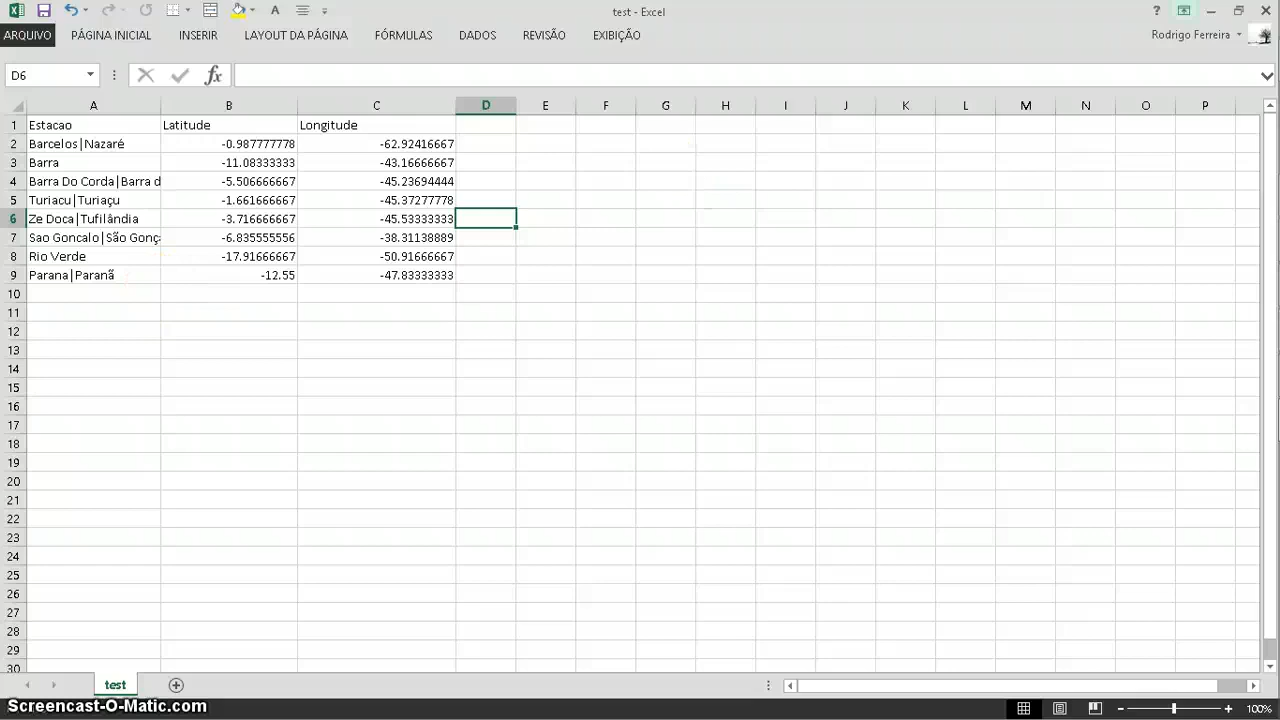 test - Excel
?
ARQUIVO PÁGINA INICIAL INSERIR LAYOUT DA PÁGINA FÓRMULAS DADOS REVISÃO EXIBIÇÃO Rodrigo Ferreira
D6 fx
A B C D E F G H I J K L M N O P
1 Estacao Latitude Longitude
2 Barcelos|Nazaré -0.987777778 -62.92416667
3 Barra -11.08333333 -43.16666667
4 Barra Do Corda|Barra d -5.506666667 -45.23694444
5 Turiacu|Turiaçu -1.661666667 -45.37277778
6 Ze Doca|Tufilândia -3.716666667 -45.53333333
7 Sao Goncalo|São Gonç -6.835555556 -38.31138889
8 Rio Verde -17.91666667 -50.91666667
9 Parana|Paranã -12.55 -47.83333333
10
11
12
13
14
15
16
17
18
19
20
21
22
23
24
25
26
27
28
29
30
test
Screencast-O-Matic.com
100%